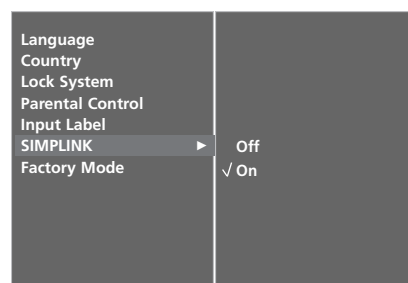 Language
Country
Lock System
Parental Control
Input Label
SIMPLINK ►
Factory Mode
Off
√ On